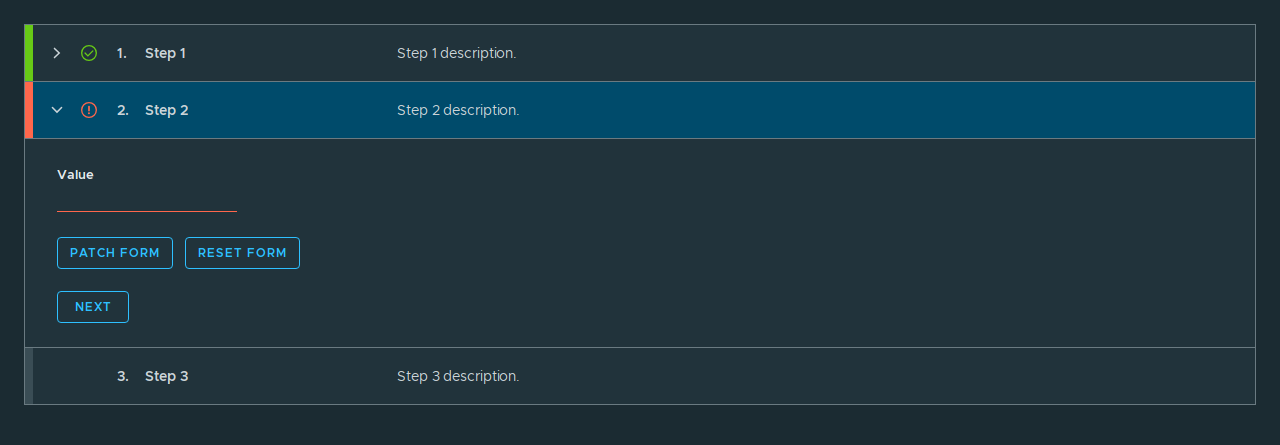 1. Step 1 Step 1 description.
2. Step 2 Step 2 description.
Value
PATCH FORM RESET FORM
NEXT
3. Step 3 Step 3 description.